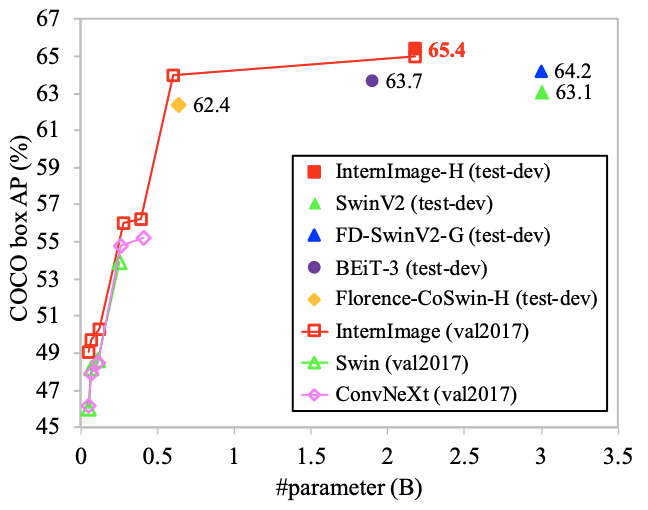 67
65
63
61
59
57
55
53
51
49
47
45
COCO box AP (%)
65.4
64.2
63.7
63.1
62.4
InternImage-H (test-dev)
SwinV2 (test-dev)
FD-SwinV2-G (test-dev)
BEiT-3 (test-dev)
Florence-CoSwin-H (test-dev)
InternImage (val2017)
Swin (val2017)
ConvNeXt (val2017)
0 0.5 1 1.5 2 2.5 3 3.5
#parameter (B)